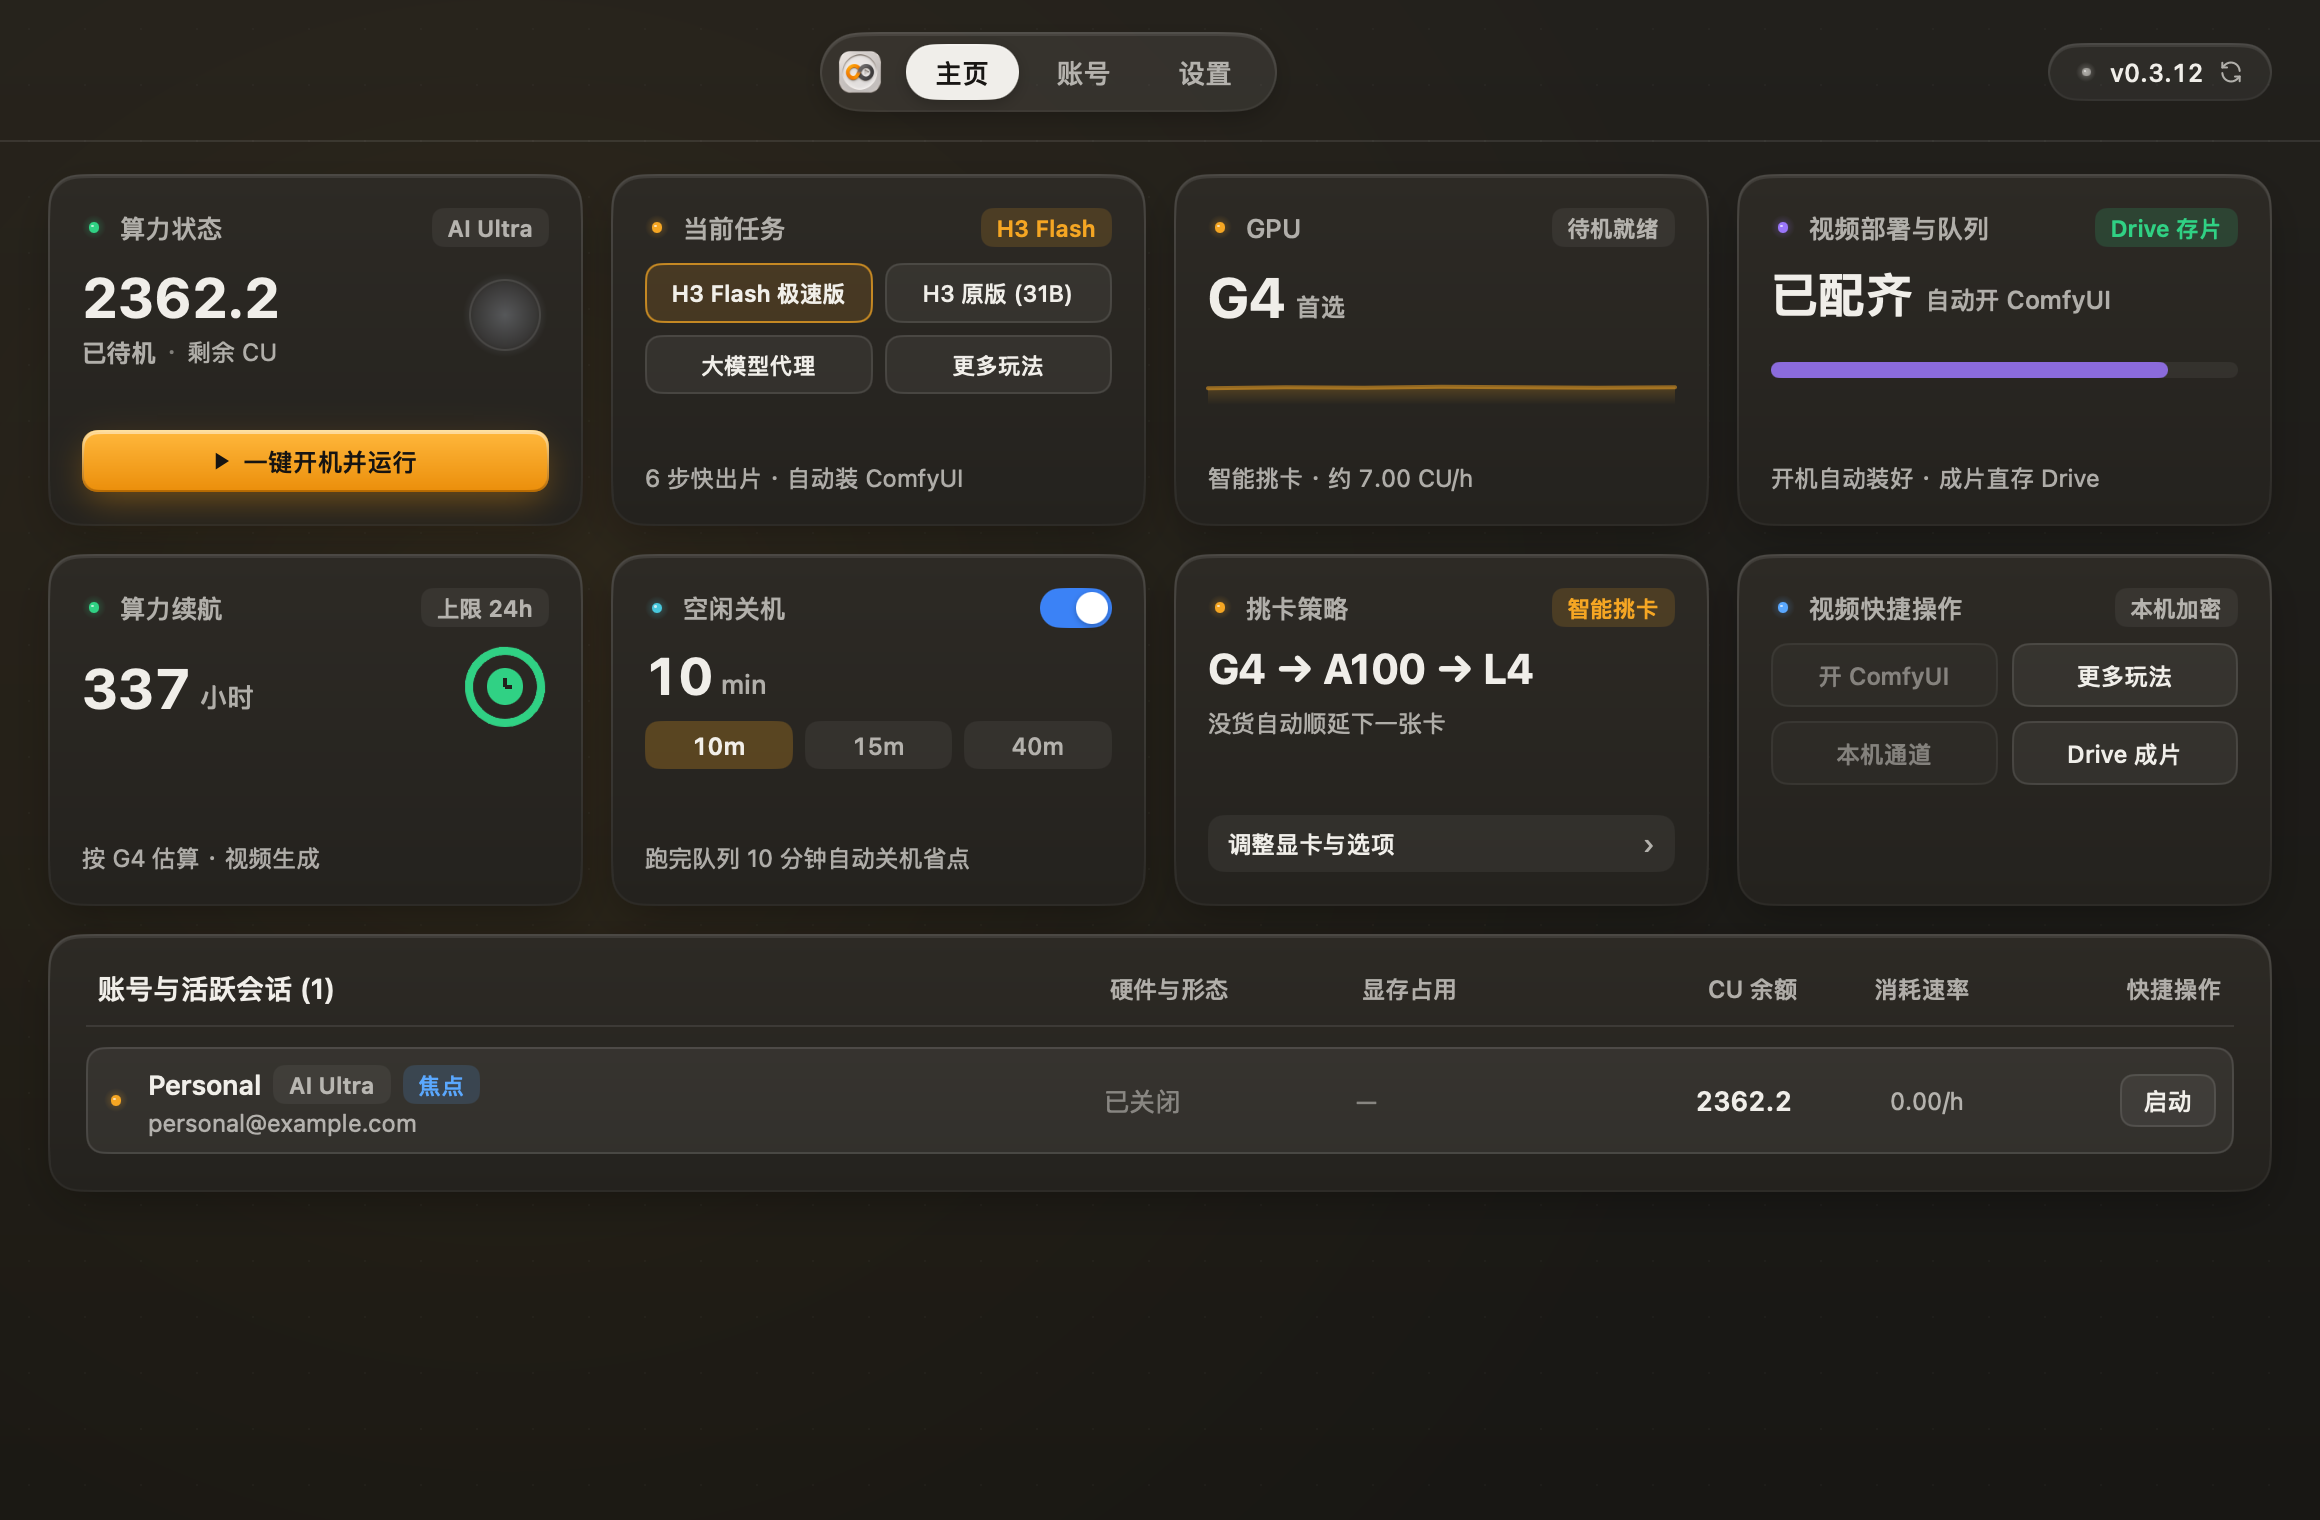 主页
账号
设置
v0.3.12
算力状态
AI Ultra
2362.2
已待机 · 剩余 CU
一键开机并运行
当前任务
H3 Flash
H3 Flash 极速版
H3 原版 (31B)
大模型代理
更多玩法
6 步快出片 · 自动装 ComfyUI
GPU
待机就绪
G4 首选
智能挑卡 · 约 7.00 CU/h
视频部署与队列
Drive 存片
已配齐 自动开 ComfyUI
开机自动装好 · 成片直存 Drive
算力续航
上限 24h
337 小时
按 G4 估算 · 视频生成
空闲关机
10 min
10m
15m
40m
跑完队列 10 分钟自动关机省点
挑卡策略
智能挑卡
G4 → A100 → L4
没货自动顺延下一张卡
调整显卡与选项 ›
视频快捷操作
本机加密
开 ComfyUI
更多玩法
本机通道
Drive 成片
账号与活跃会话 (1)
硬件与形态
显存占用
CU 余额
消耗速率
快捷操作
Personal
AI Ultra
焦点
personal@example.com
已关闭
—
2362.2
0.00/h
启动